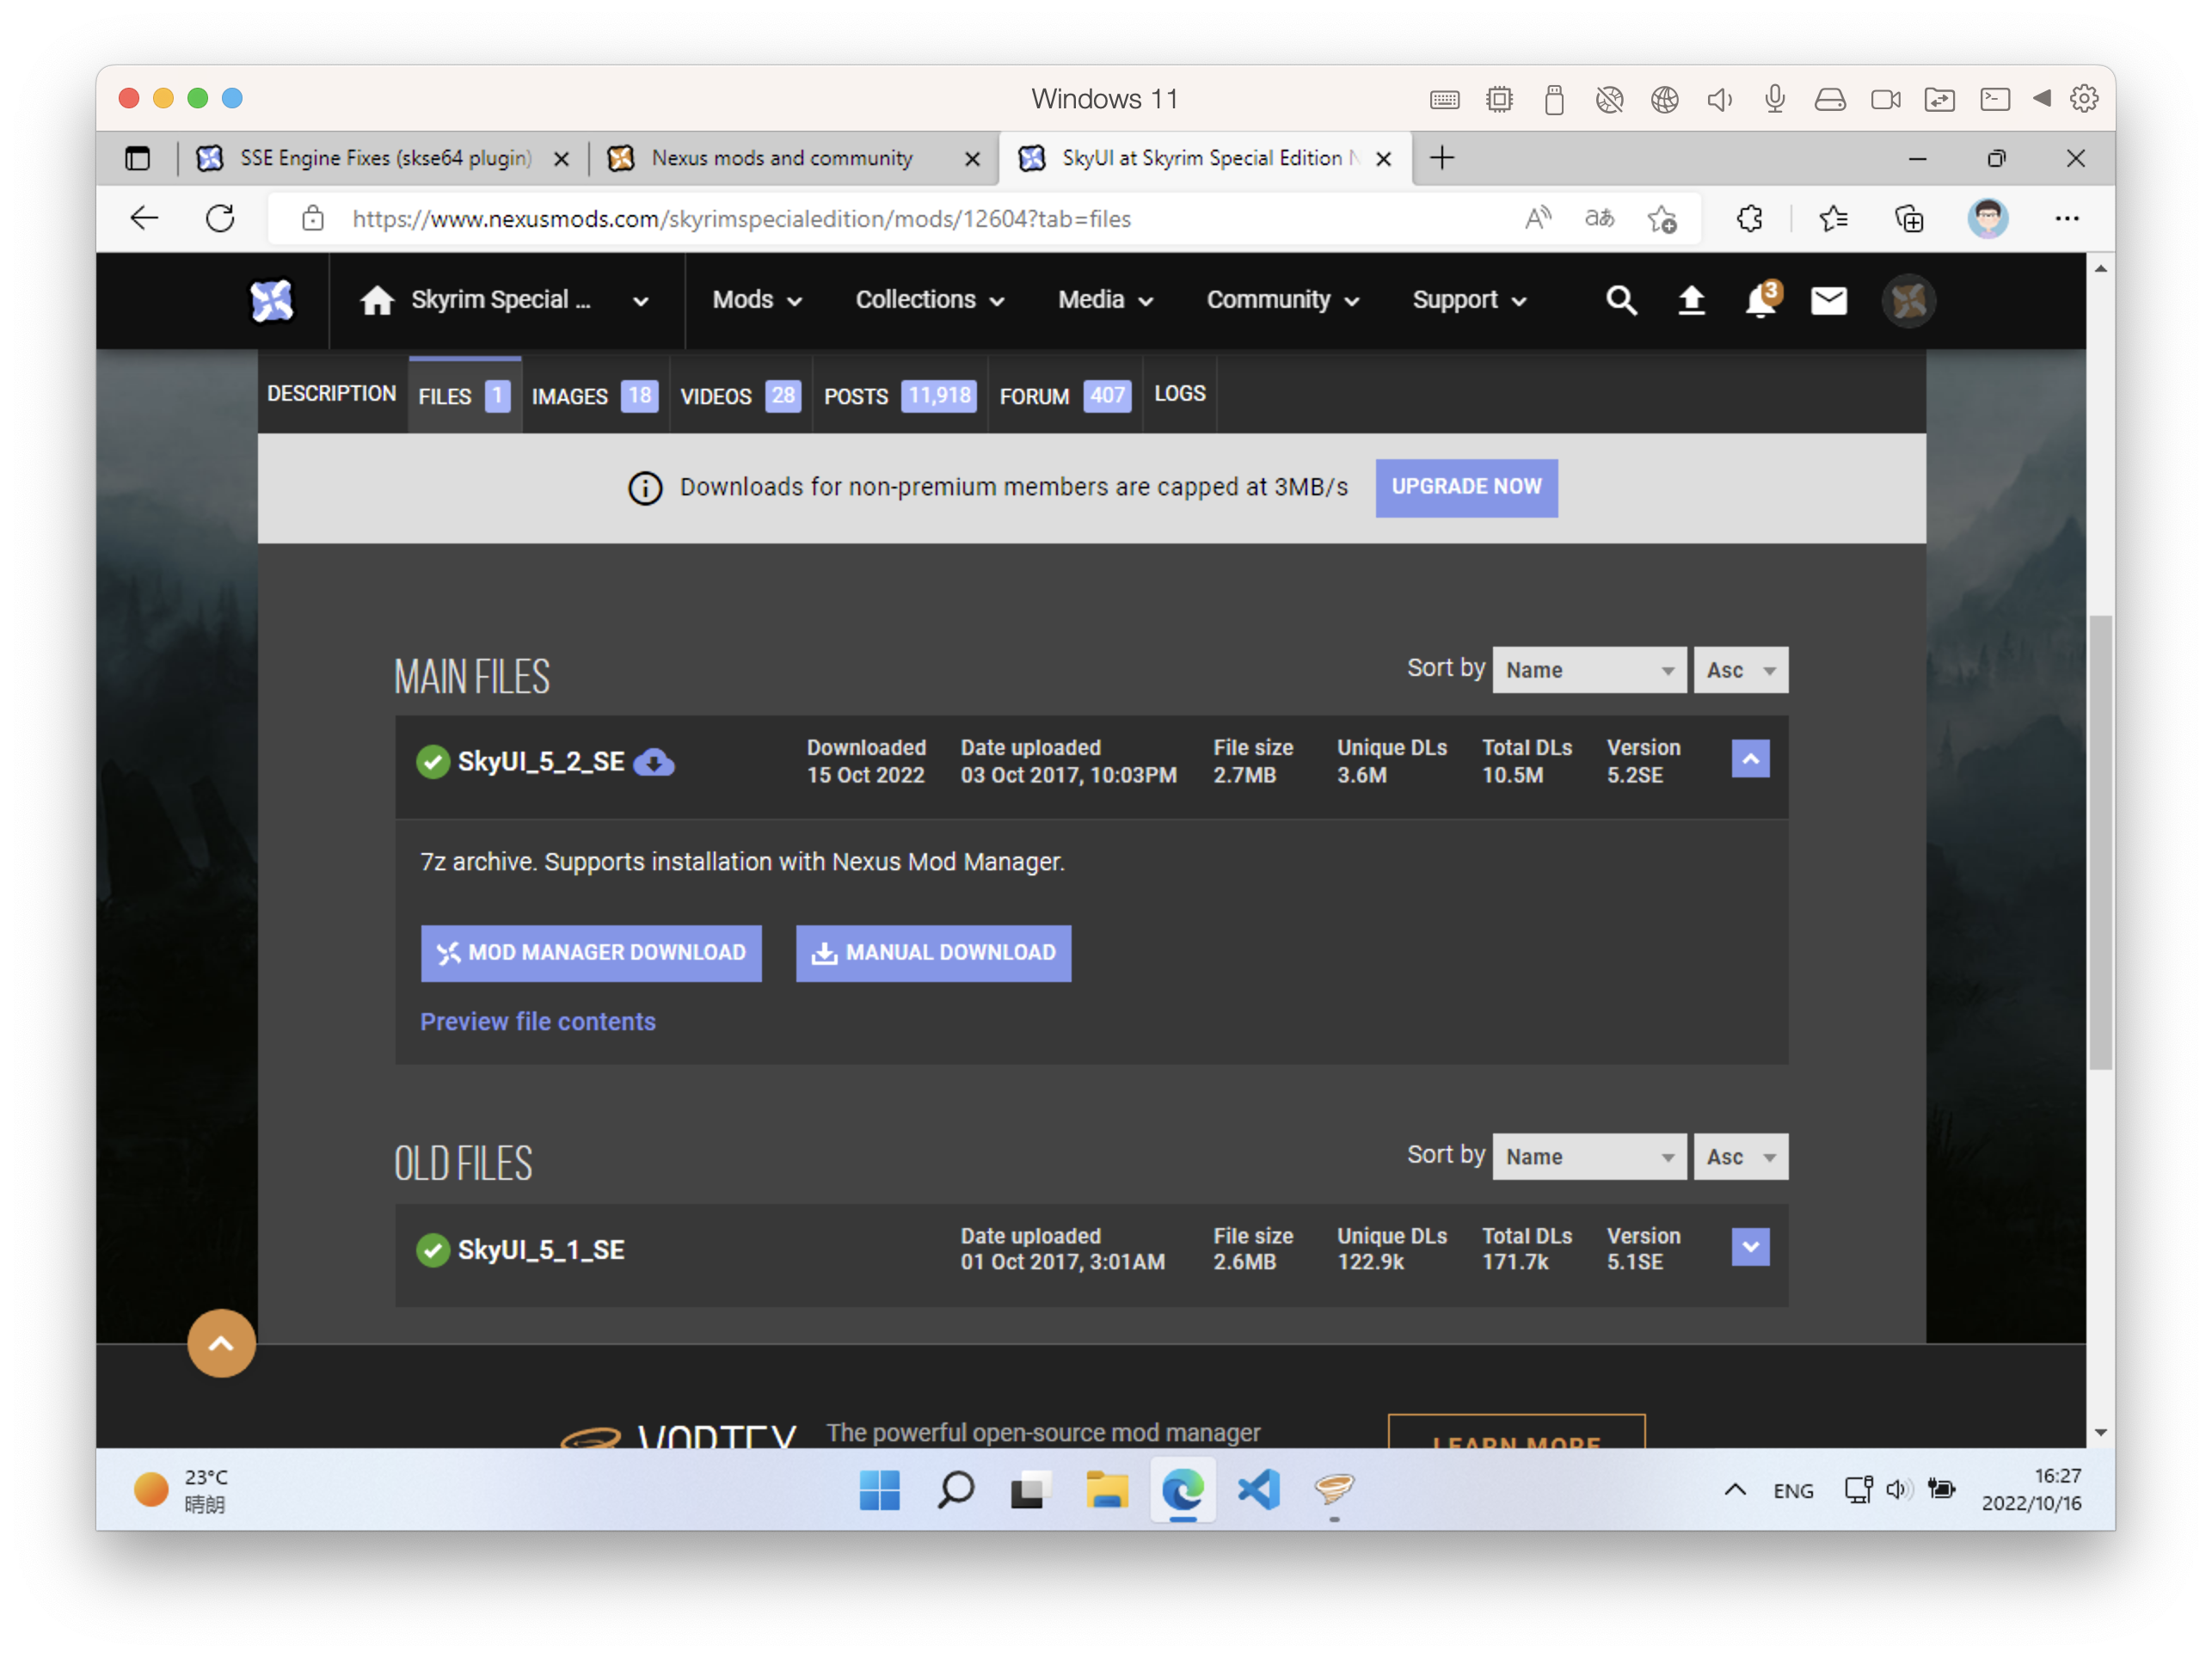 Windows 11
SSE Engine Fixes (skse64 plugin)
Nexus mods and community
SkyUI at Skyrim Special Edition N
https://www.nexusmods.com/skyrimspecialedition/mods/12604?tab=files
Skyrim Special ...
Mods
Collections
Media
Community
Support
3
DESCRIPTION
FILES 1
IMAGES 18
VIDEOS 28
POSTS 11,918
FORUM 407
LOGS
Downloads for non-premium members are capped at 3MB/s
UPGRADE NOW
MAIN FILES
Sort by Name Asc
SkyUI_5_2_SE
Downloaded
15 Oct 2022
Date uploaded
03 Oct 2017, 10:03PM
File size
2.7MB
Unique DLs
3.6M
Total DLs
10.5M
Version
5.2SE
7z archive. Supports installation with Nexus Mod Manager.
MOD MANAGER DOWNLOAD
MANUAL DOWNLOAD
Preview file contents
OLD FILES
Sort by Name Asc
SkyUI_5_1_SE
Date uploaded
01 Oct 2017, 3:01AM
File size
2.6MB
Unique DLs
122.9k
Total DLs
171.7k
Version
5.1SE
VORTEX
The powerful open-source mod manager
LEARN MORE
23°C
晴朗
ENG
16:27
2022/10/16